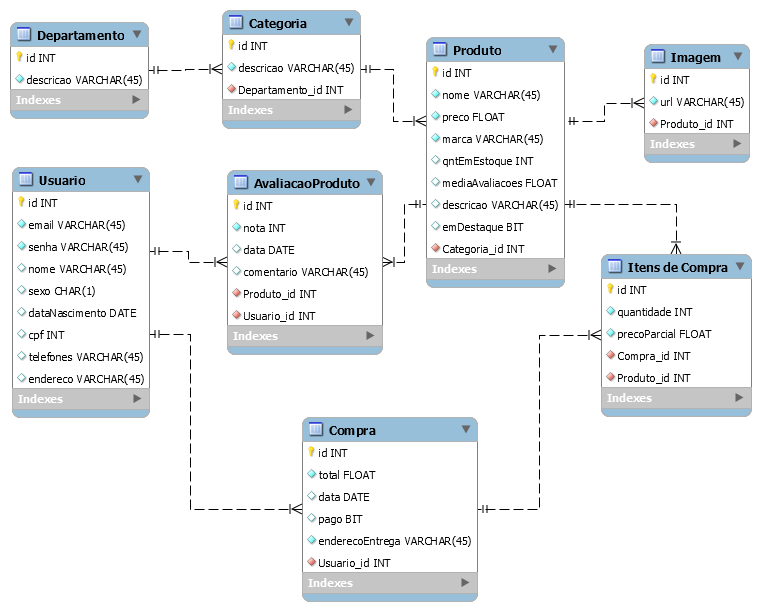 Departamento
id INT
descricao VARCHAR(45)
Indexes
Categoria
id INT
descricao VARCHAR(45)
Departamento_id INT
Indexes
Produto
id INT
nome VARCHAR(45)
preco FLOAT
marca VARCHAR(45)
qntEmEstoque INT
mediaAvaliacoes FLOAT
descricao VARCHAR(45)
emDestaque BIT
Categoria_id INT
Indexes
Imagem
id INT
url VARCHAR(45)
Produto_id INT
Indexes
Usuario
id INT
email VARCHAR(45)
senha VARCHAR(45)
nome VARCHAR(45)
sexo CHAR(1)
dataNascimento DATE
cpf INT
telefones VARCHAR(45)
endereco VARCHAR(45)
Indexes
AvaliacaoProduto
id INT
nota INT
data DATE
comentario VARCHAR(45)
Produto_id INT
Usuario_id INT
Indexes
Itens de Compra
id INT
quantidade INT
precoParcial FLOAT
Compra_id INT
Produto_id INT
Indexes
Compra
id INT
total FLOAT
data DATE
pago BIT
enderecoEntrega VARCHAR(45)
Usuario_id INT
Indexes